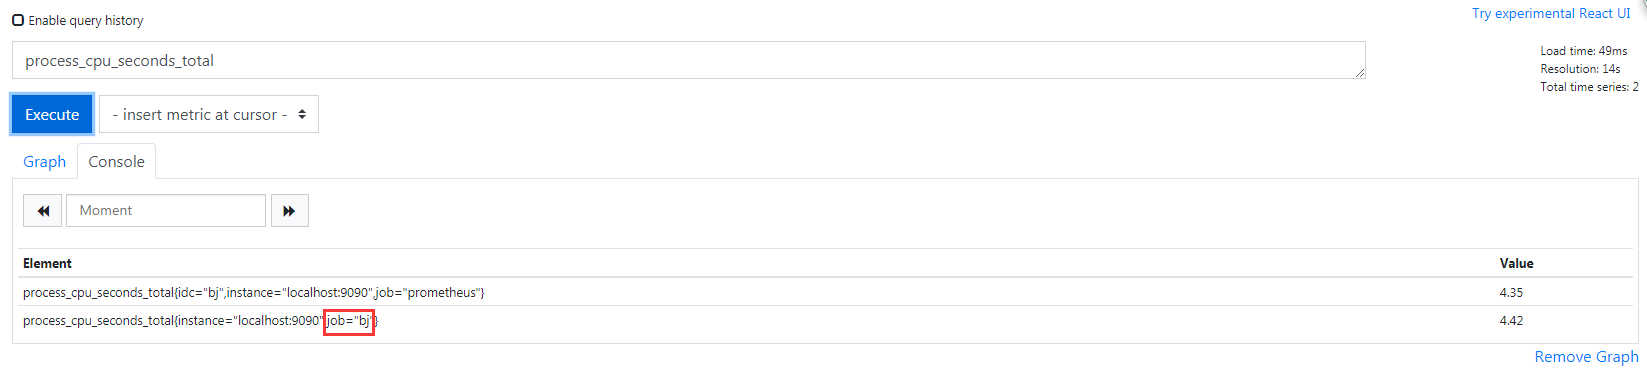 Enable query history
Try experimental React UI
process_cpu_seconds_total
Load time: 49ms
Resolution: 14s
Total time series: 2
Execute
- insert metric at cursor -
Graph
Console
Moment
Element
Value
process_cpu_seconds_total{idc="bj",instance="localhost:9090",job="prometheus"}
4.35
process_cpu_seconds_total{instance="localhost:9090",job="bj"}
4.42
Remove Graph